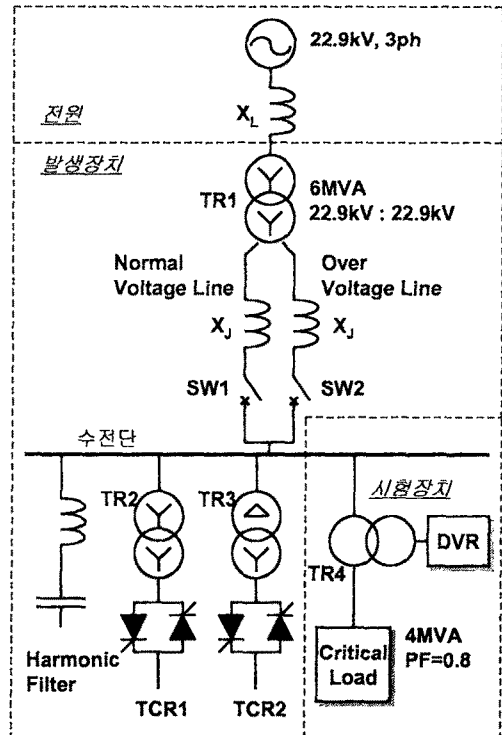 22.9kV, 3ph
X_L
전원
발생장치
TR1
6MVA
22.9kV : 22.9kV
Normal
Voltage Line
Over
Voltage Line
X_J
X_J
SW1
SW2
수전단
시험장치
TR2
TR3
TR4
DVR
Harmonic
Filter
TCR1
TCR2
Critical
Load
4MVA
PF=0.8